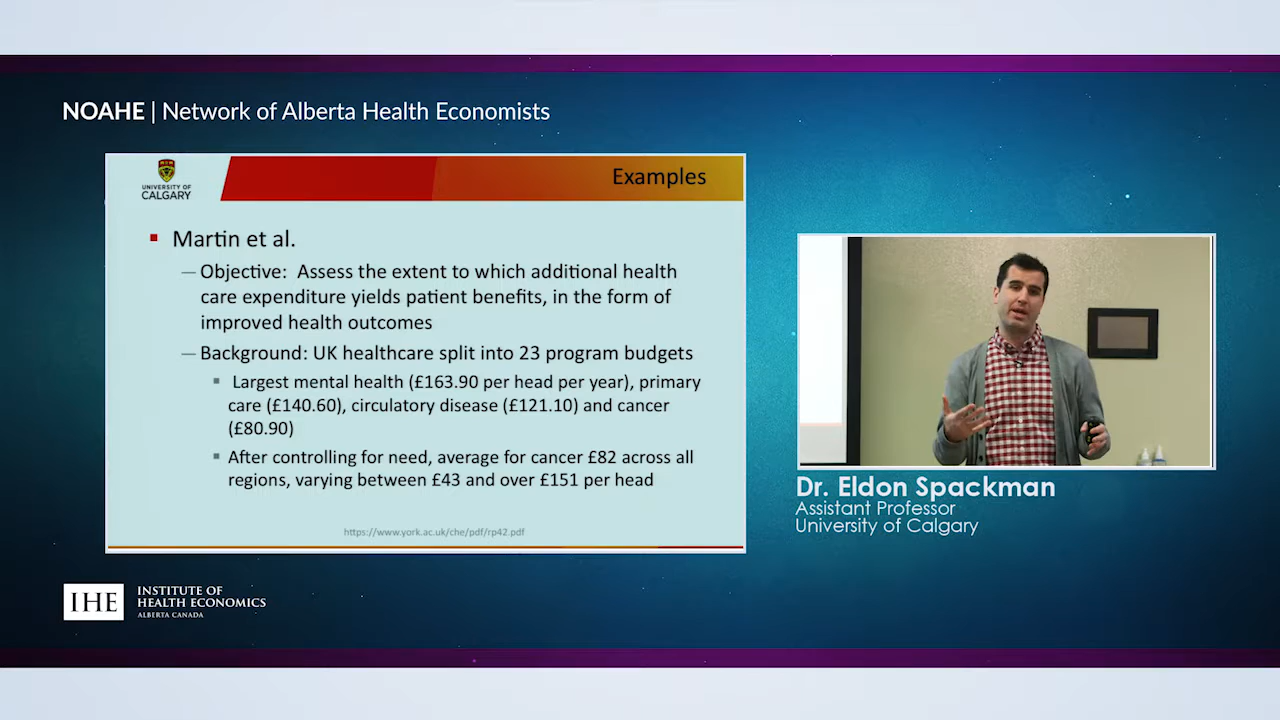 NOAHE | Network of Alberta Health Economists
UNIVERSITY OF
CALGARY
Examples
▪ Martin et al.
— Objective: Assess the extent to which additional health
care expenditure yields patient benefits, in the form of
improved health outcomes
— Background: UK healthcare split into 23 program budgets
▪ Largest mental health (£163.90 per head per year), primary
care (£140.60), circulatory disease (£121.10) and cancer
(£80.90)
▪ After controlling for need, average for cancer £82 across all
regions, varying between £43 and over £151 per head
https://www.york.ac.uk/che/pdf/rp42.pdf
Dr. Eldon Spackman
Assistant Professor
University of Calgary
IHE
INSTITUTE OF
HEALTH ECONOMICS
ALBERTA CANADA